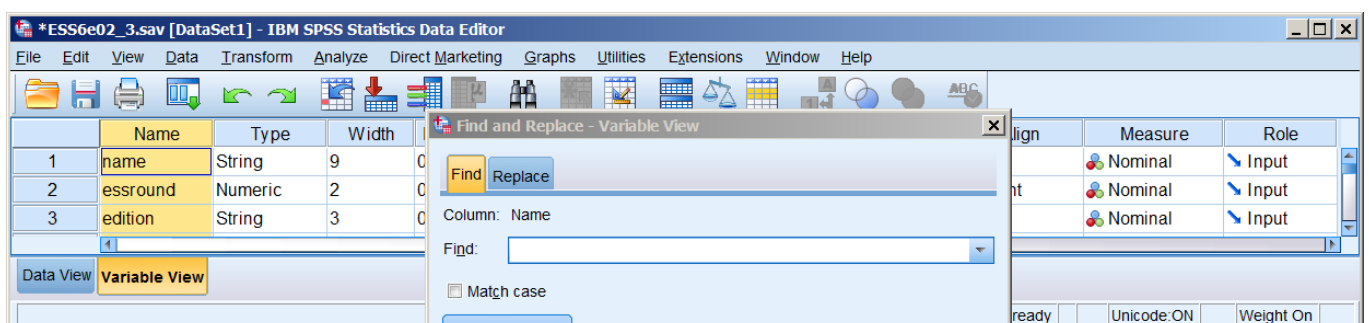 *ESS6e02_3.sav [DataSet1] - IBM SPSS Statistics Data Editor
File Edit View Data Transform Analyze Direct Marketing Graphs Utilities Extensions Window Help
Name Type Width Measure Role
1 name String 9 0 Nominal Input
2 essround Numeric 2 0 Nominal Input
3 edition String 3 0 Nominal Input
Find and Replace - Variable View
Find Replace
Column: Name
Find:
Match case
Data View Variable View
Unicode:ON Weight On